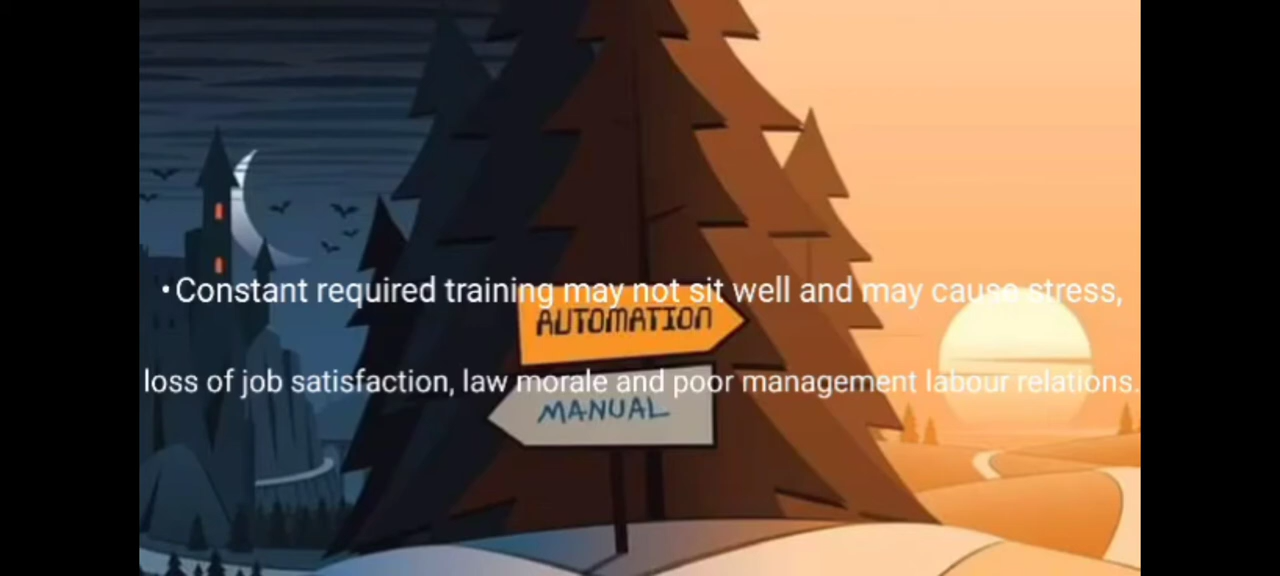 •Constant required training may not sit well and may cause stress,
AUTOMATION
loss of job satisfaction, law morale and poor management labour relations.
MANUAL